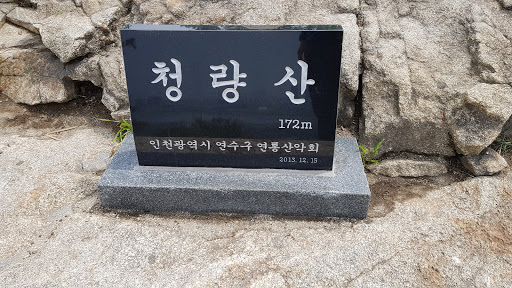 청량산
172m
인천광역시 연수구 연통산악회
2013. 12. 15